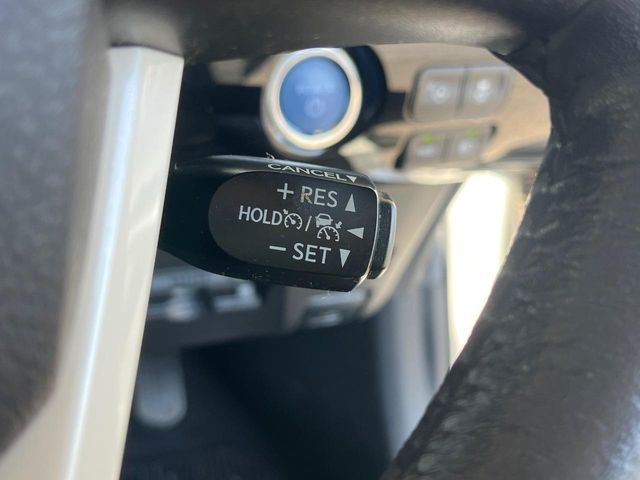 CANCEL▼
+ RES ▲
HOLD / ◀
− SET ▼